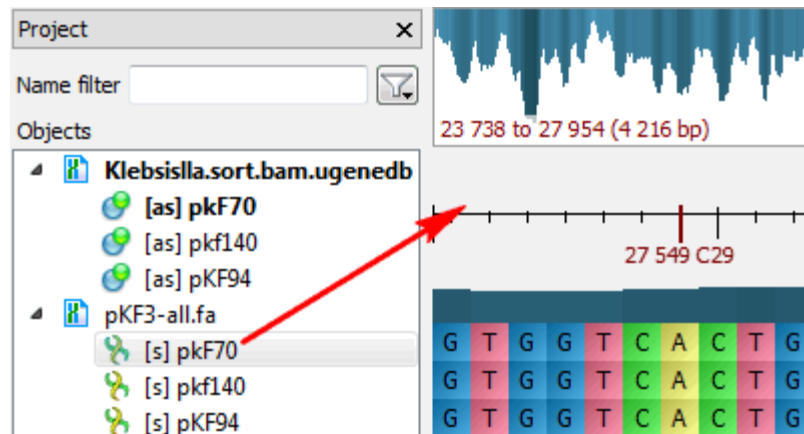 Project
Name filter
Objects
Klebsislla.sort.bam.ugenedb
[as] pkF70
[as] pkf140
[as] pKF94
pKF3-all.fa
[s] pkF70
[s] pkf140
[s] pKF94
23 738 to 27 954 (4 216 bp)
27 549 C29
G T G G T C A C T G
G T G G T C A C T G
G T G G T C A C T G